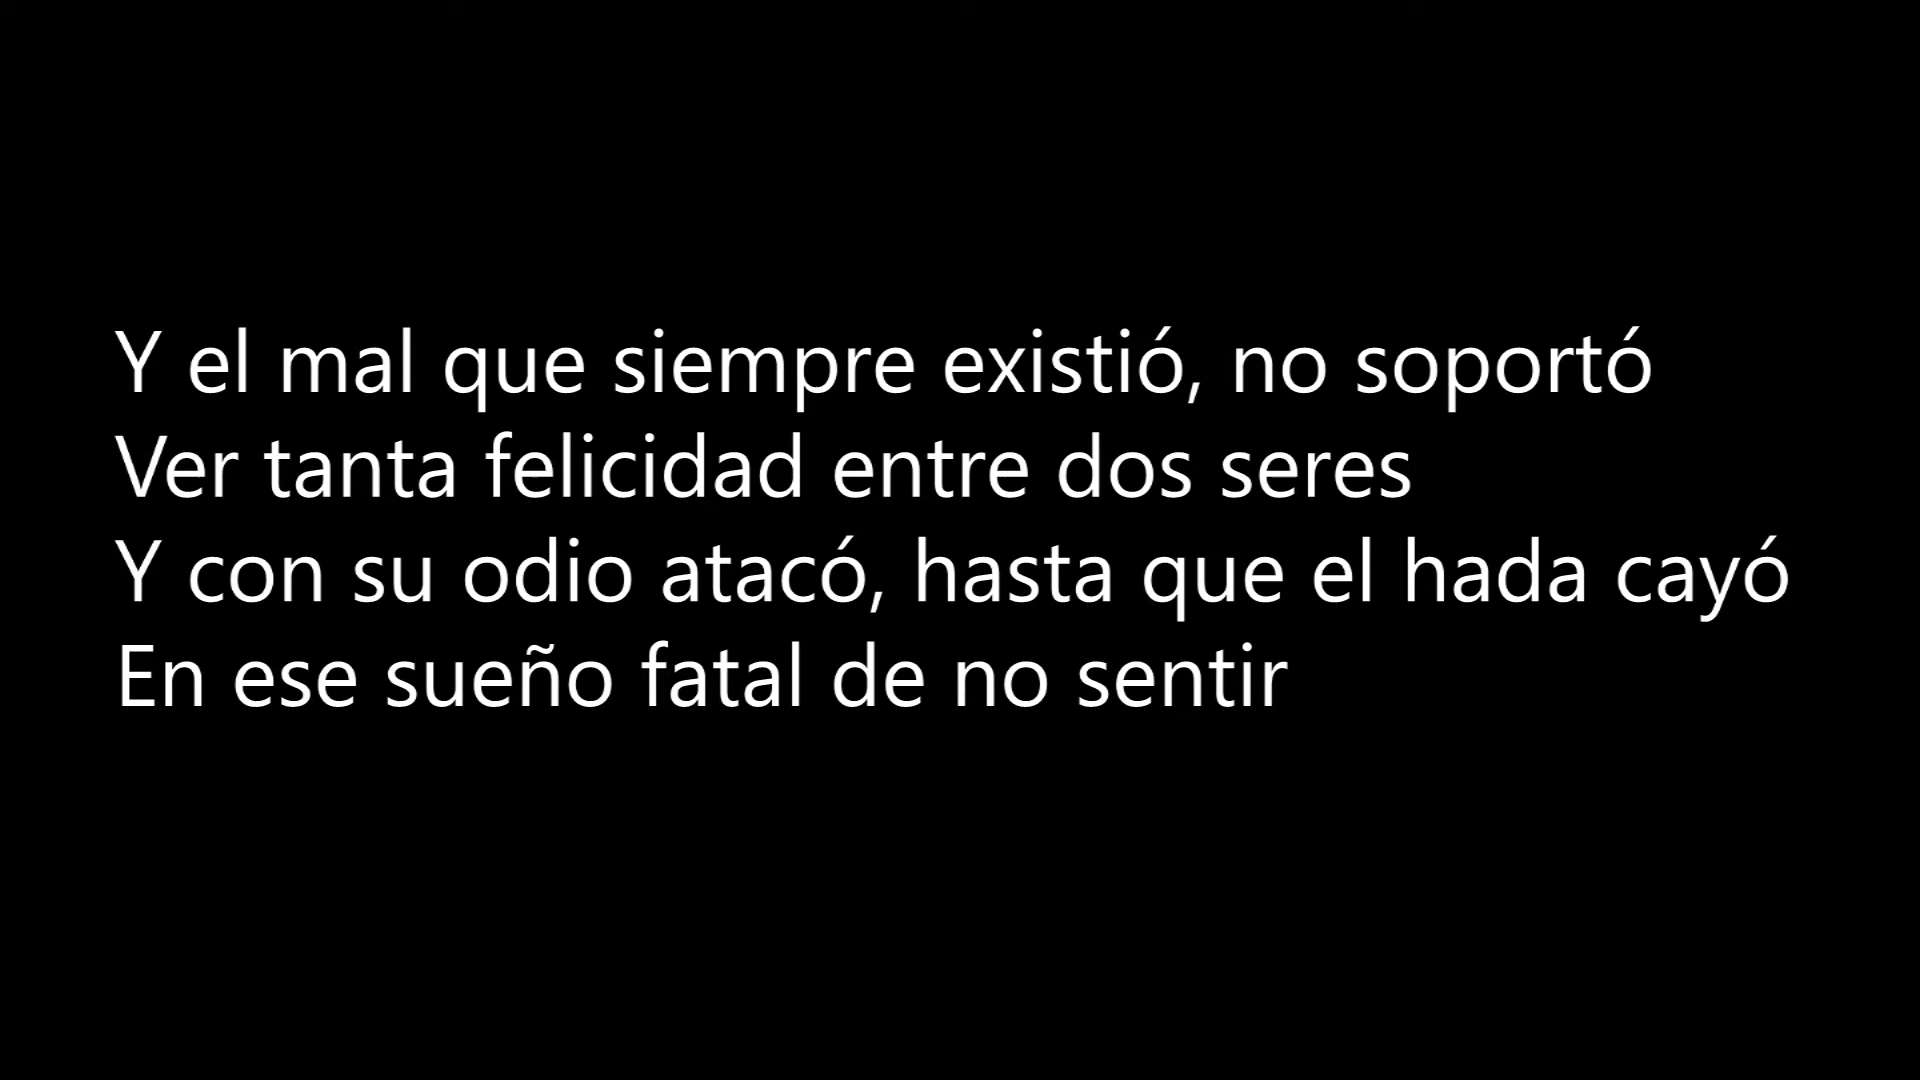 Y el mal que siempre existió, no soportó
Ver tanta felicidad entre dos seres
Y con su odio atacó, hasta que el hada cayó
En ese sueño fatal de no sentir